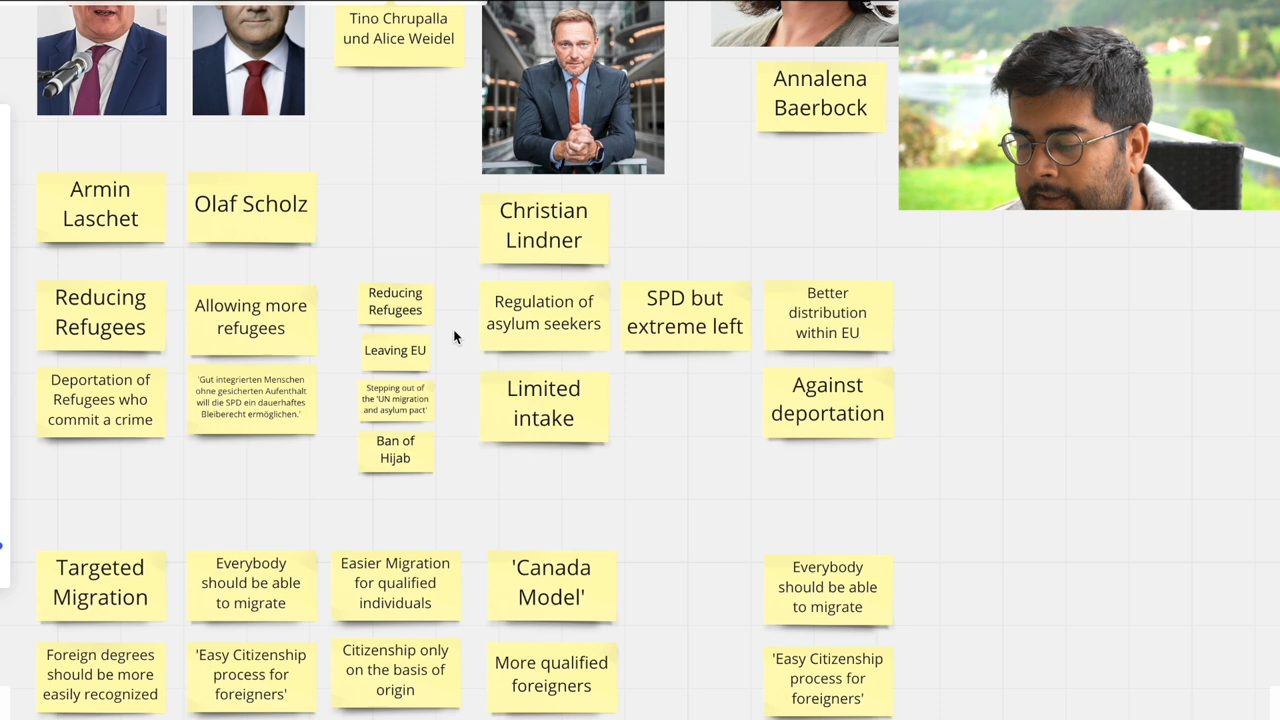 Tino Chrupalla
und Alice Weidel
Annalena
Baerbock
Armin
Laschet
Olaf Scholz
Christian
Lindner
Reducing
Refugees
Allowing more
refugees
Reducing
Refugees
Regulation of
asylum seekers
SPD but
extreme left
Better
distribution
within EU
Leaving EU
Deportation of
Refugees who
commit a crime
'Gut integrierten Menschen
ohne gesicherten Aufenthalt
will die SPD ein dauerhaftes
Bleiberecht ermöglichen.'
Stepping out of
the 'UN migration
and asylum pact'
Limited
intake
Against
deportation
Ban of
Hijab
Targeted
Migration
Everybody
should be able
to migrate
Easier Migration
for qualified
individuals
'Canada
Model'
Everybody
should be able
to migrate
Foreign degrees
should be more
easily recognized
'Easy Citizenship
process for
foreigners'
Citizenship only
on the basis of
origin
More qualified
foreigners
'Easy Citizenship
process for
foreigners'